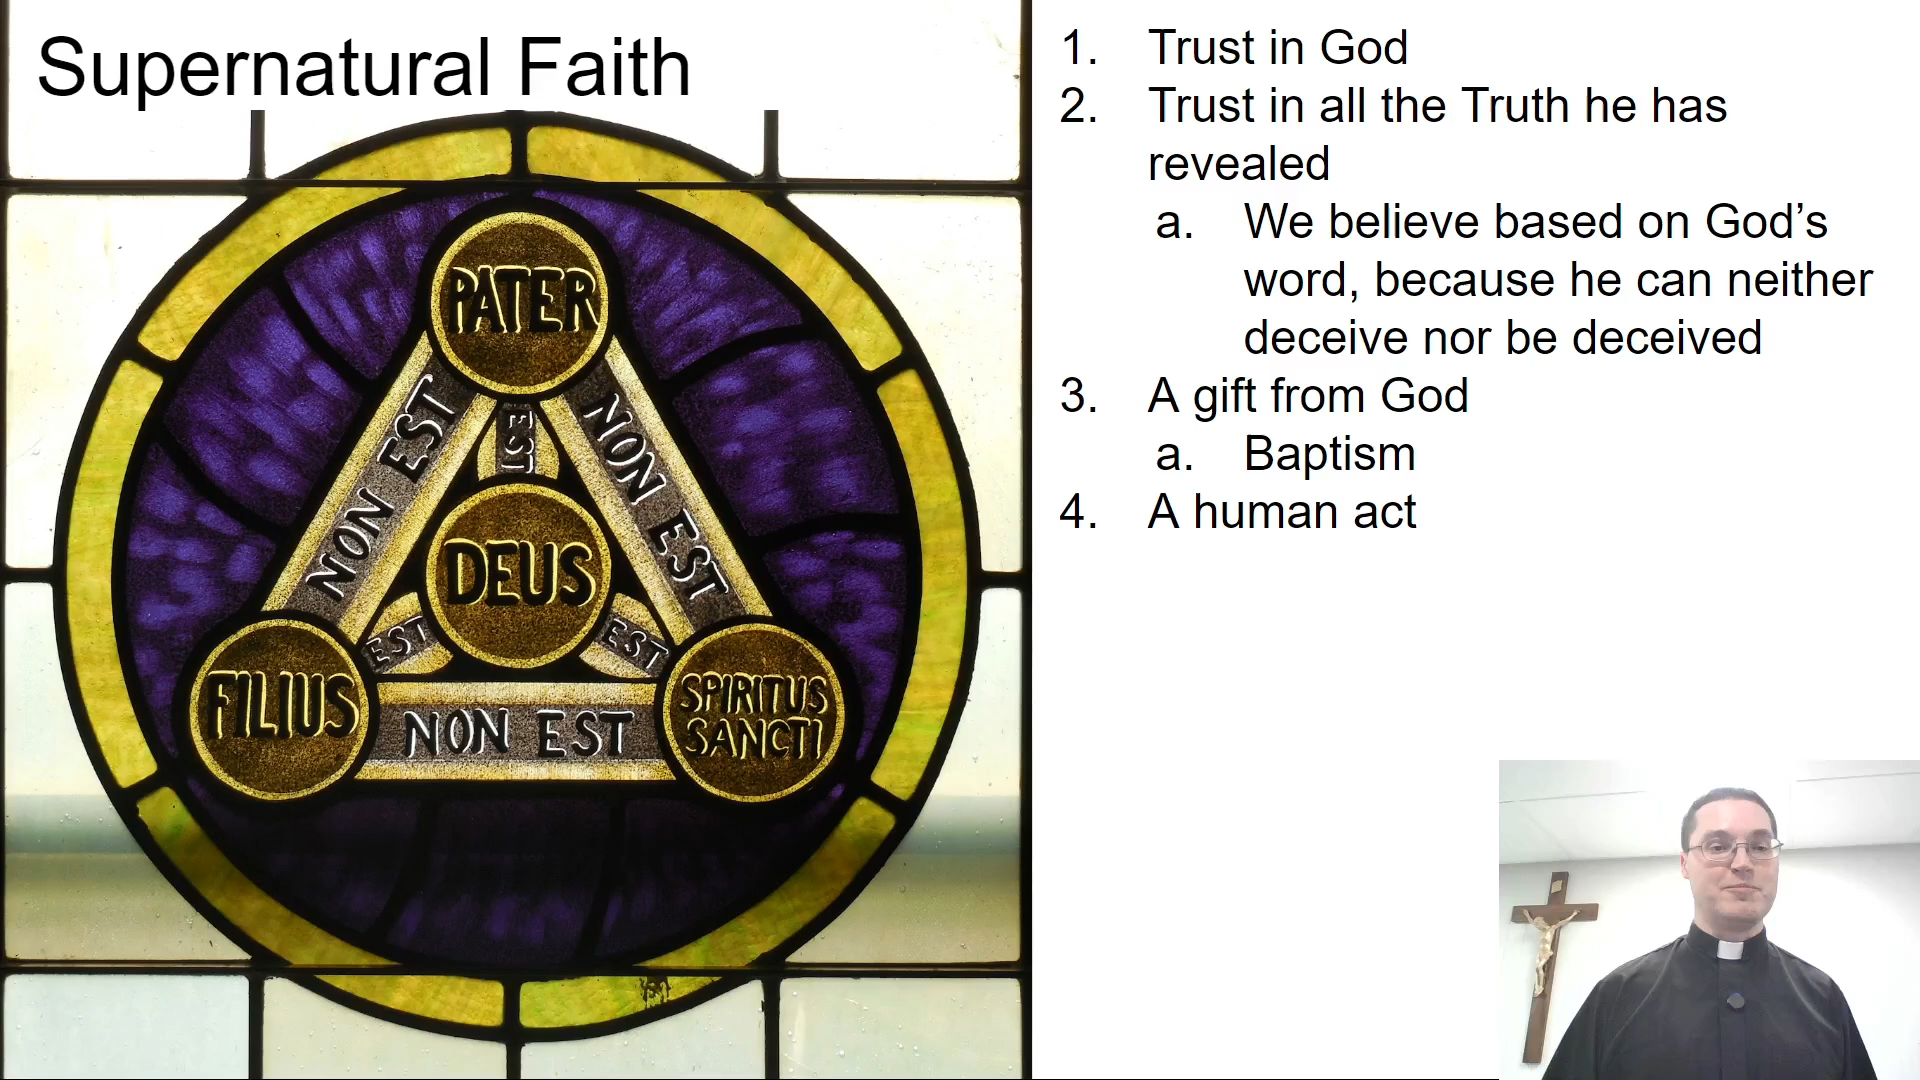 Supernatural Faith
PATER
NON EST
NON EST
EST
DEUS
EST
EST
FILIUS
NON EST
SPIRITUS
SANCTI
1. Trust in God
2. Trust in all the Truth he has
revealed
a. We believe based on God’s
word, because he can neither
deceive nor be deceived
3. A gift from God
a. Baptism
4. A human act